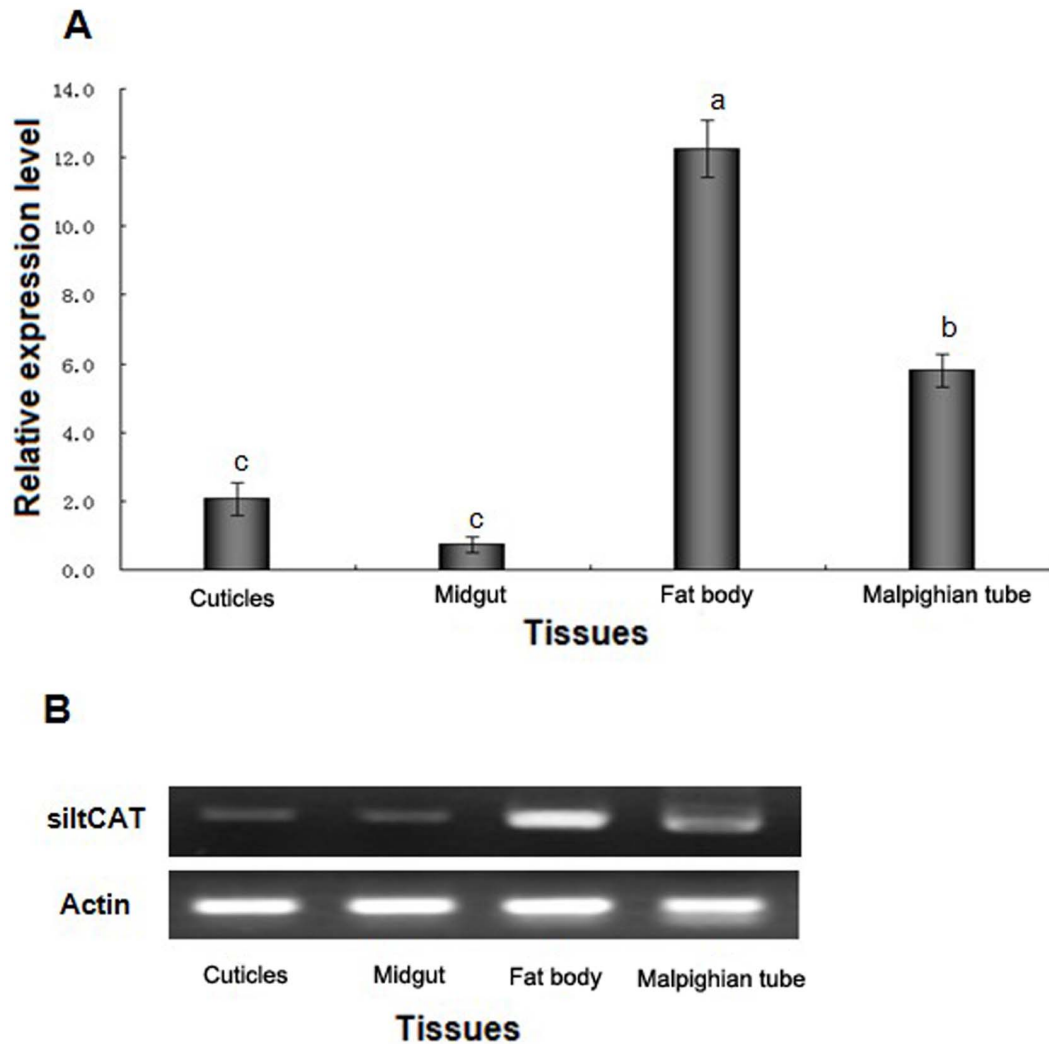 A
Relative expression level
14.0
12.0
10.0
8.0
6.0
4.0
2.0
0.0
c
c
a
b
Cuticles Midgut Fat body Malpighian tube
Tissues
B
siltCAT
Actin
Cuticles Midgut Fat body Malpighian tube
Tissues